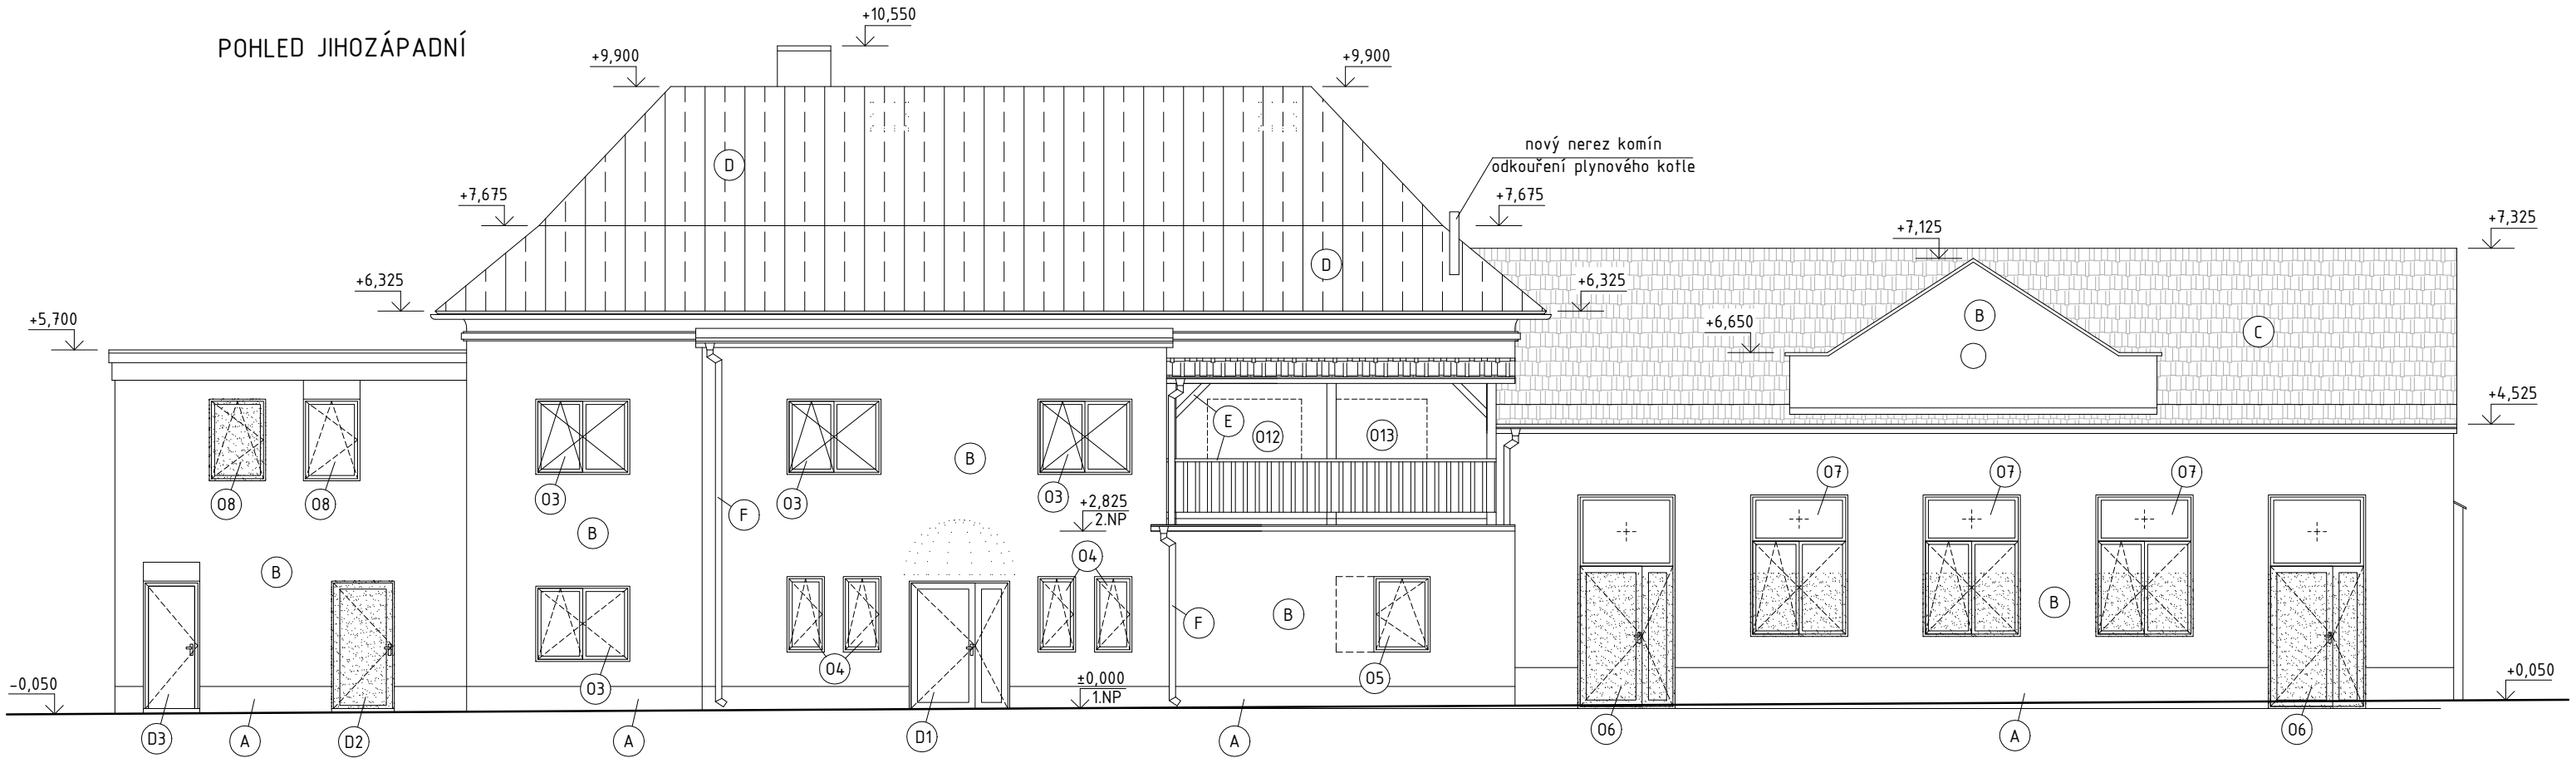 POHLED JIHOZÁPADNÍ
+10,550
+9,900
+9,900
nový nerez komín
odkouření plynového kotle
D
+7,675
+7,675
+7,325
+7,125
D
+6,325
+6,325
+5,700
+6,650
B
C
+4,525
E
O12
O13
B
O8
O8
O3
O3
O3
O7
O7
O7
F
+2,825
2.NP
B
O4
B
B
B
F
O4
O3
O5
-0,050
±0,000
1.NP
+0,050
D3
A
D2
A
D1
A
O6
A
O6